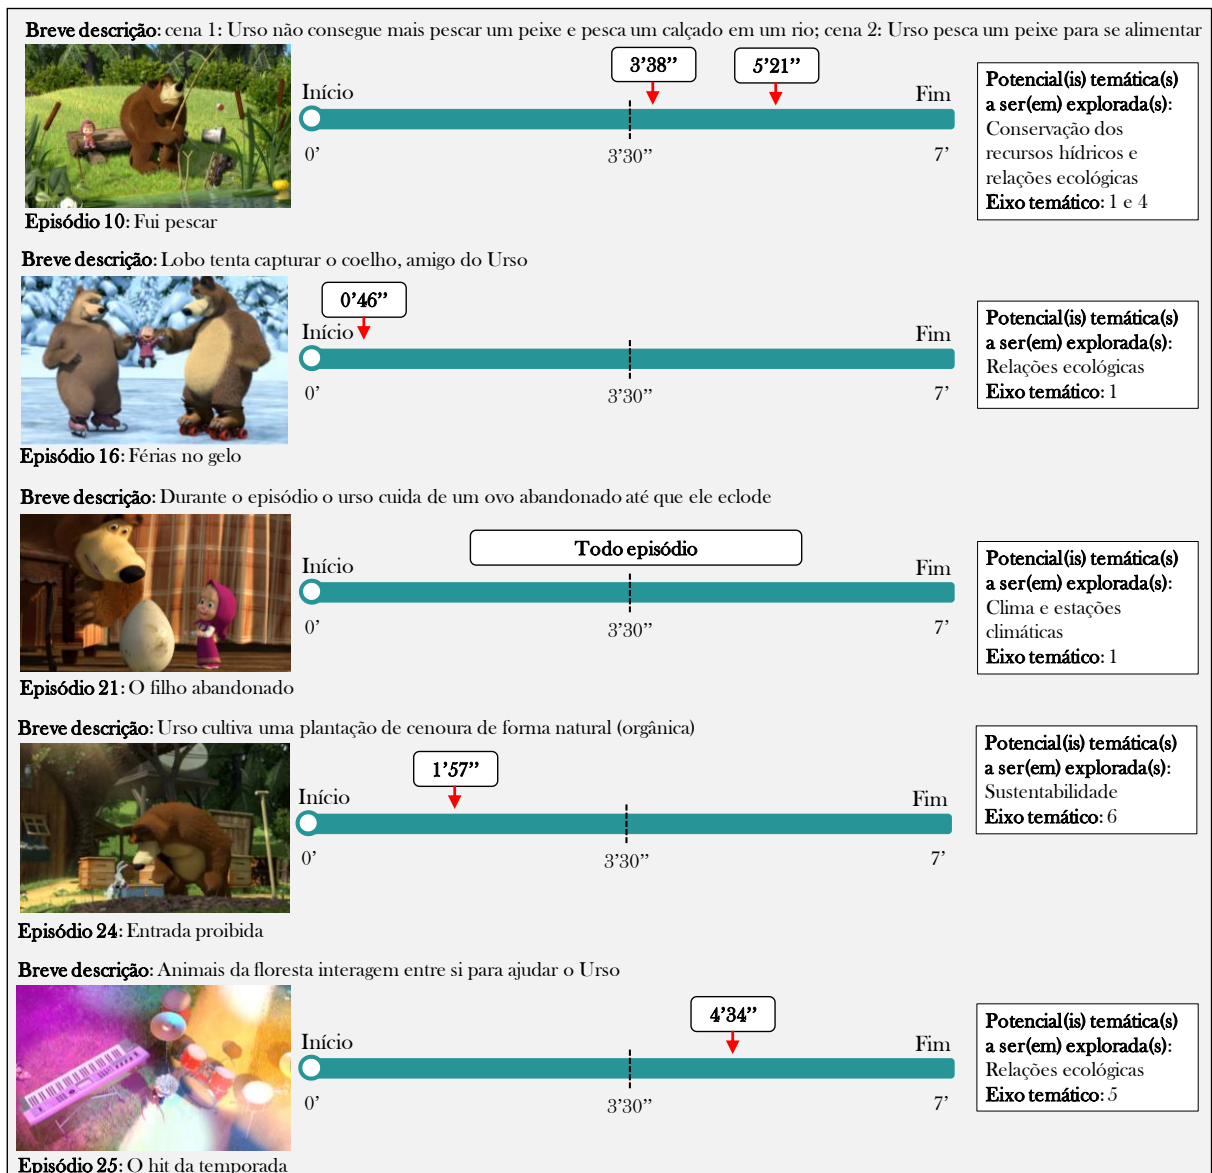 Breve descrição: cena 1: Urso não consegue mais pescar um peixe e pesca um calçado em um rio; cena 2: Urso pesca um peixe para se alimentar
3’38’’
5’21’’
Início
Fim
0’
3’30’’
7’
Potencial(is) temática(s)
a ser(em) explorada(s):
Conservação dos
recursos hídricos e
relações ecológicas
Eixo temático: 1 e 4
Episódio 10: Fui pescar
Breve descrição: Lobo tenta capturar o coelho, amigo do Urso
0’46’’
Início
Fim
0’
3’30’’
7’
Potencial(is) temática(s)
a ser(em) explorada(s):
Relações ecológicas
Eixo temático: 1
Episódio 16: Férias no gelo
Breve descrição: Durante o episódio o urso cuida de um ovo abandonado até que ele eclode
Todo episódio
Início
Fim
0’
3’30’’
7’
Potencial(is) temática(s)
a ser(em) explorada(s):
Clima e estações
climáticas
Eixo temático: 1
Episódio 21: O filho abandonado
Breve descrição: Urso cultiva uma plantação de cenoura de forma natural (orgânica)
1’57’’
Início
Fim
0’
3’30’’
7’
Potencial(is) temática(s)
a ser(em) explorada(s):
Sustentabilidade
Eixo temático: 6
Episódio 24: Entrada proibida
Breve descrição: Animais da floresta interagem entre si para ajudar o Urso
4’34’’
Início
Fim
0’
3’30’’
7’
Potencial(is) temática(s)
a ser(em) explorada(s):
Relações ecológicas
Eixo temático: 5
Episódio 25: O hit da temporada